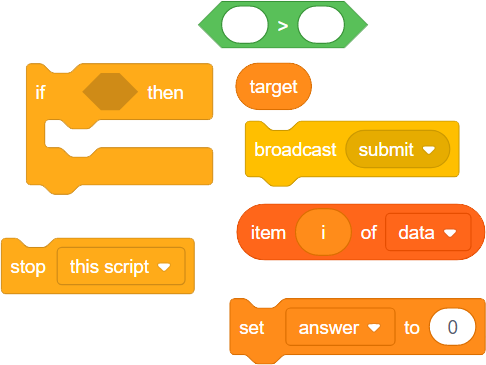 >
if then
target
broadcast submit
item i of data
stop this script
set answer to 0